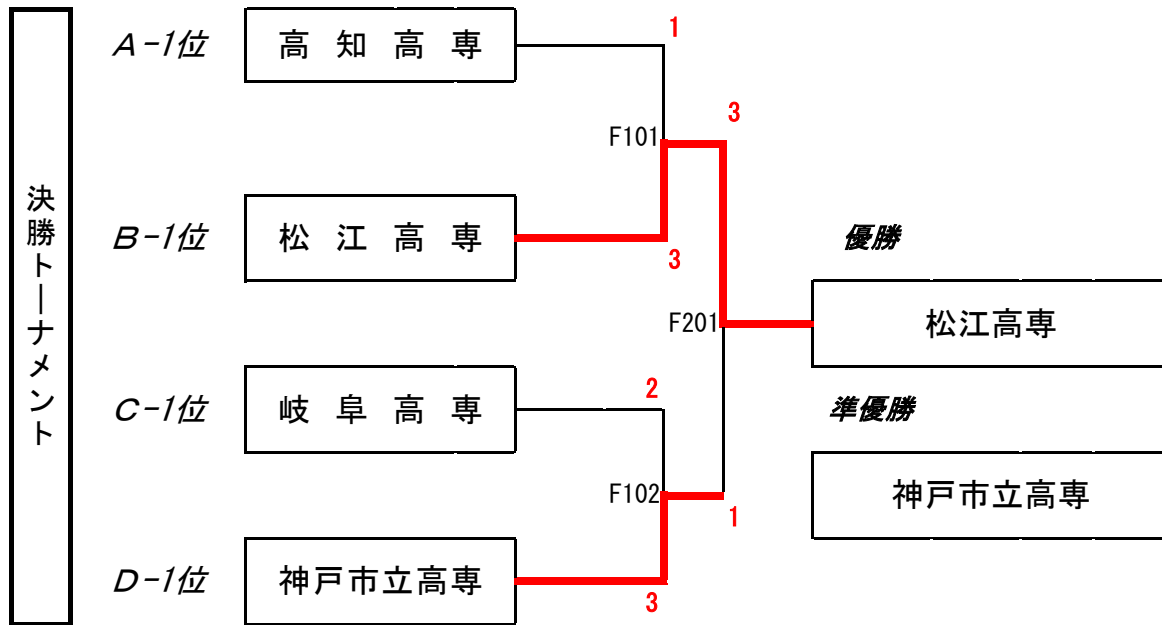 決勝トーナメント
A-1位
高知高専
1
F101
3
B-1位
松江高専
3
優勝
F201
松江高専
C-1位
岐阜高専
2
準優勝
F102
1
神戸市立高専
D-1位
神戸市立高専
3